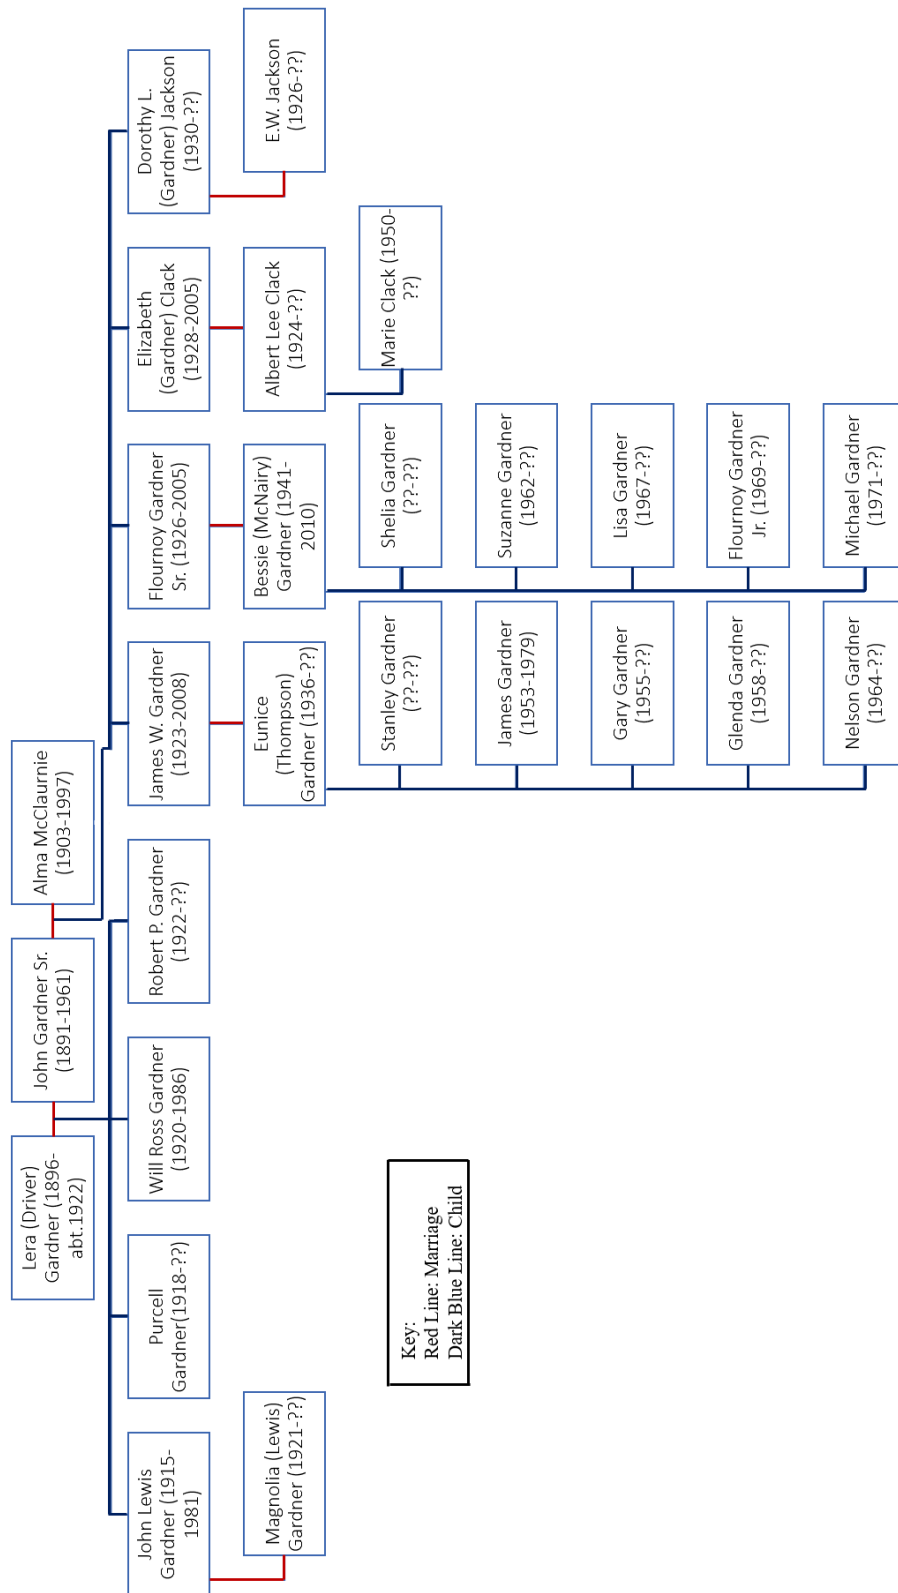 Lera (Driver)
Gardner (1896-
abt.1922)
John Gardner Sr.
(1891-1961)
Alma McClaurnie
(1903-1997)
John Lewis
Gardner (1915-
1981)
Purcell
Gardner(1918-??)
Will Ross Gardner
(1920-1986)
Robert P. Gardner
(1922-??)
James W. Gardner
(1923-2008)
Flournoy Gardner
Sr. (1926-2005)
Elizabeth
(Gardner) Clack
(1928-2005)
Dorothy L.
(Gardner) Jackson
(1930-??)
Magnolia (Lewis)
Gardner (1921-??)
Eunice
(Thompson)
Gardner (1936-??)
Bessie (McNairy)
Gardner (1941-
2010)
Albert Lee Clack
(1924-??)
E.W. Jackson
(1926-??)
Stanley Gardner
(??-??)
Shelia Gardner
(??-??)
Marie Clack (1950-
??)
James Gardner
(1953-1979)
Suzanne Gardner
(1962-??)
Gary Gardner
(1955-??)
Lisa Gardner
(1967-??)
Glenda Gardner
(1958-??)
Flournoy Gardner
Jr. (1969-??)
Nelson Gardner
(1964-??)
Michael Gardner
(1971-??)
Key:
Red Line: Marriage
Dark Blue Line: Child